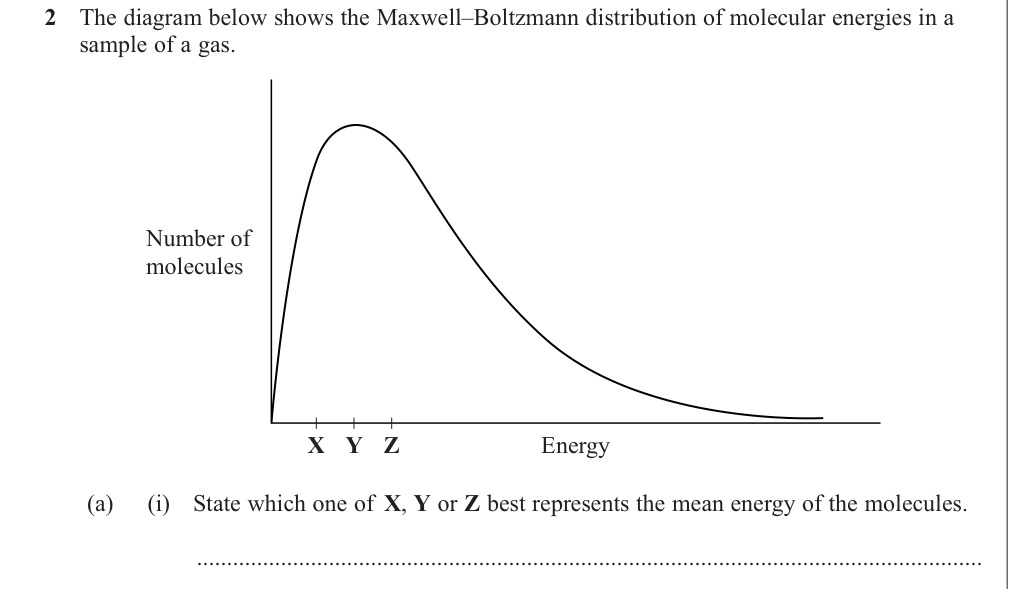 2 The diagram below shows the Maxwell–Boltzmann distribution of molecular energies in a
sample of a gas.
Number of
molecules
X Y Z
Energy
(a) (i) State which one of X, Y or Z best represents the mean energy of the molecules.